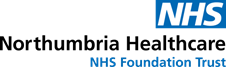 NHS
Northumbria Healthcare
NHS Foundation Trust